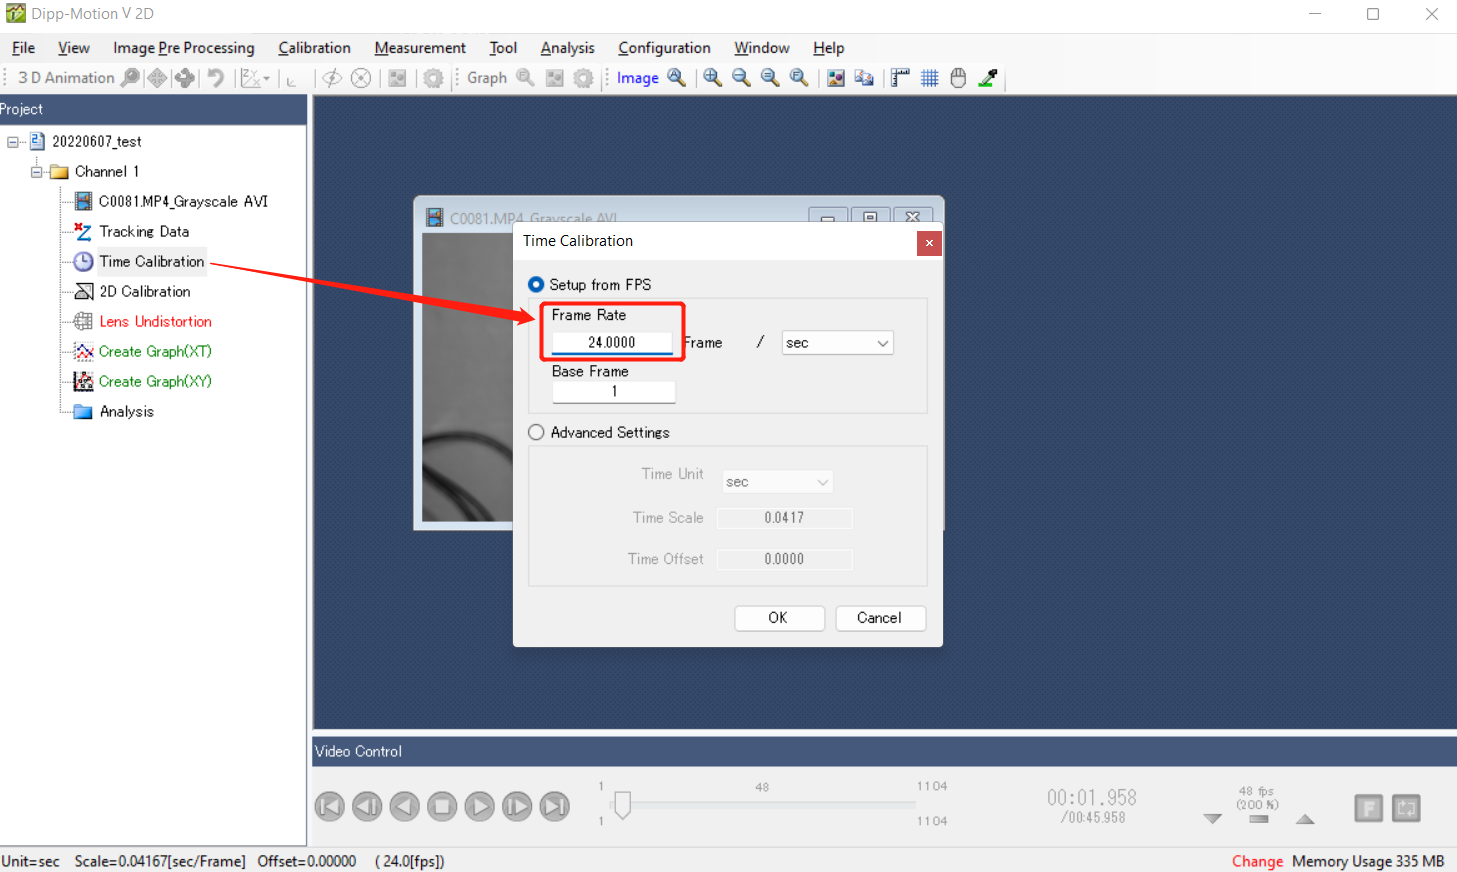 Dipp-Motion V 2D
File View Image Pre Processing Calibration Measurement Tool Analysis Configuration Window Help
3 D Animation Graph Image
Project
20220607_test
Channel 1
C0081.MP4_Grayscale AVI
Tracking Data
Time Calibration
2D Calibration
Lens Undistortion
Create Graph(XT)
Create Graph(XY)
Analysis
C0081.MP4_Grayscale AVI
Time Calibration
Setup from FPS
Frame Rate
24.0000 Frame / sec
Base Frame
1
Advanced Settings
Time Unit sec
Time Scale 0.0417
Time Offset 0.0000
OK Cancel
Video Control
1 48 1104
1 1104
00:01.958
/00:45.958
48 fps
(200 %)
F
Unit=sec Scale=0.04167[sec/Frame] Offset=0.00000 ( 24.0[fps])
Change Memory Usage 335 MB